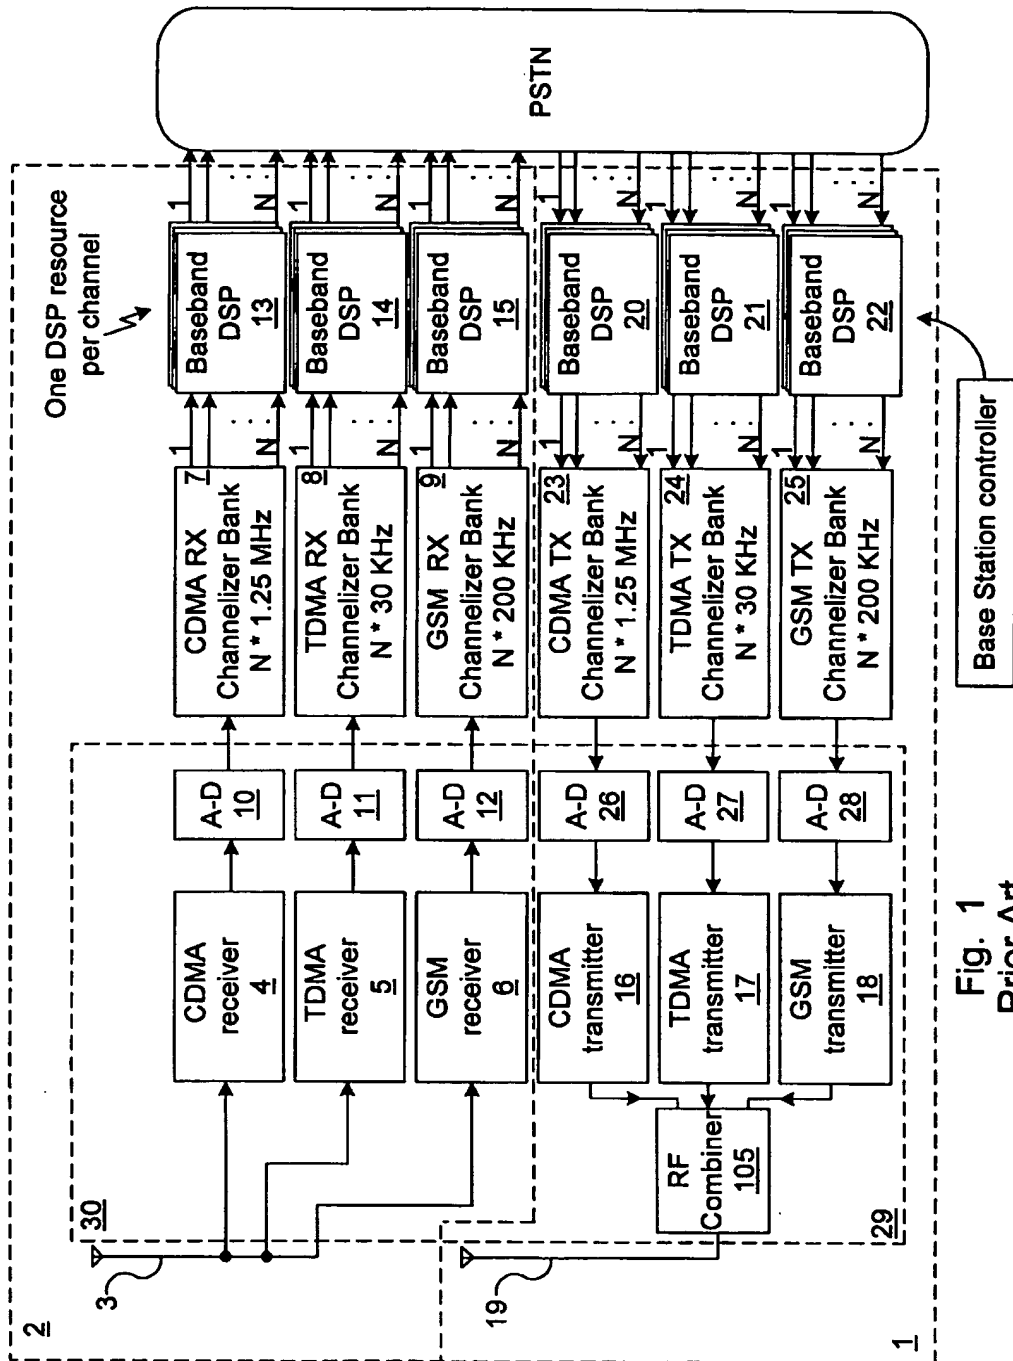 2
3
30
CDMA
receiver
4
A-D
10
CDMA RX
7
Channelizer Bank
N * 1.25 MHz
1
N
One DSP resource
per channel
Baseband
DSP
13
1
N
TDMA
receiver
5
A-D
11
TDMA RX
8
Channelizer Bank
N * 30 KHz
1
N
Baseband
DSP
14
1
N
GSM
receiver
6
A-D
12
GSM RX
9
Channelizer Bank
N * 200 KHz
1
N
Baseband
DSP
15
1
N
PSTN
19
RF
Combiner
105
CDMA
transmitter
16
A-D
26
CDMA TX
23
Channelizer Bank
N * 1.25 MHz
1
N
Baseband
DSP
20
1
N
TDMA
transmitter
17
A-D
27
TDMA TX
24
Channelizer Bank
N * 30 KHz
1
N
Baseband
DSP
21
1
N
GSM
transmitter
18
A-D
28
GSM TX
25
Channelizer Bank
N * 200 KHz
1
N
Baseband
DSP
22
1
N
29
1
Base Station controller
Fig. 1
Prior Art